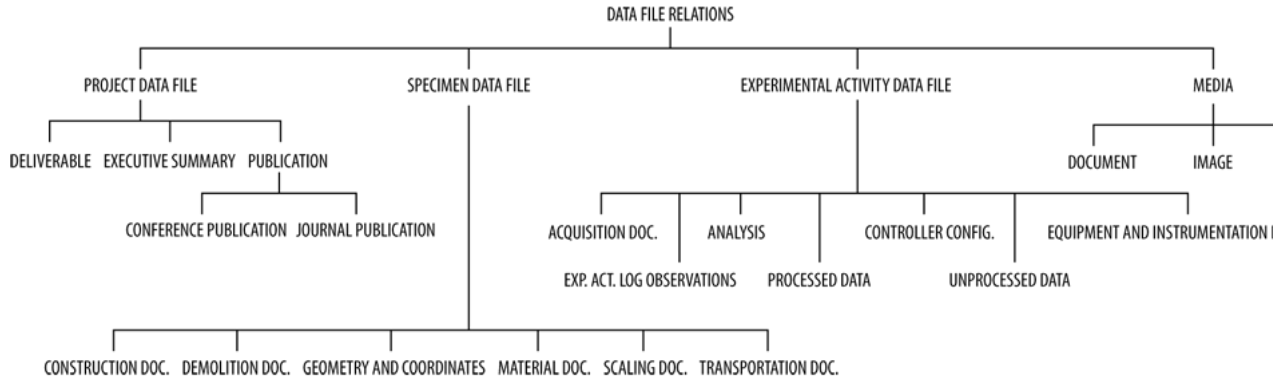 DATA FILE RELATIONS
PROJECT DATA FILE SPECIMEN DATA FILE EXPERIMENTAL ACTIVITY DATA FILE MEDIA
DELIVERABLE EXECUTIVE SUMMARY PUBLICATION DOCUMENT IMAGE
CONFERENCE PUBLICATION JOURNAL PUBLICATION ACQUISITION DOC. ANALYSIS CONTROLLER CONFIG. EQUIPMENT AND INSTRUMENTATION
EXP. ACT. LOG OBSERVATIONS PROCESSED DATA UNPROCESSED DATA
CONSTRUCTION DOC. DEMOLITION DOC. GEOMETRY AND COORDINATES MATERIAL DOC. SCALING DOC. TRANSPORTATION DOC.